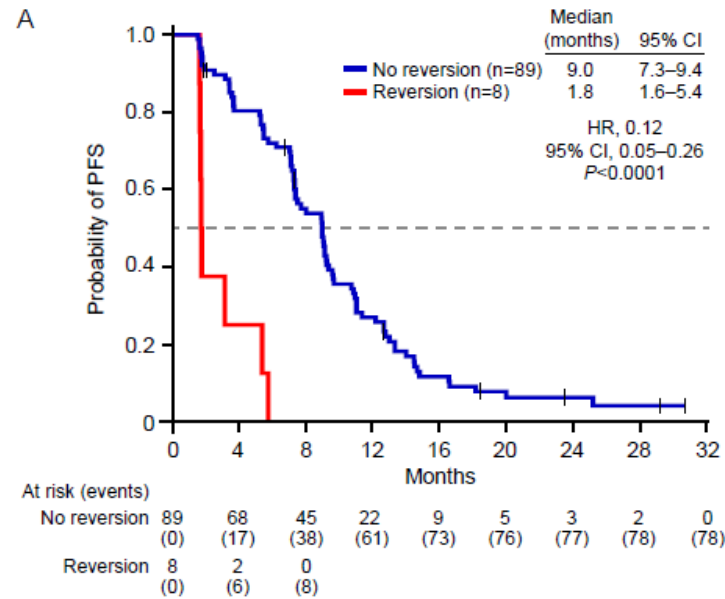 A
Median
(months) 95% CI
No reversion (n=89) 9.0 7.3–9.4
Reversion (n=8) 1.8 1.6–5.4
HR, 0.12
95% CI, 0.05–0.26
P<0.0001
Probability of PFS
1.0
0.8
0.6
0.4
0.2
0
0 4 8 12 16 20 24 28 32
Months
At risk (events)
No reversion 89 68 45 22 9 5 3 2 0
(0) (17) (38) (61) (73) (76) (77) (78) (78)
Reversion 8 2 0
(0) (6) (8)